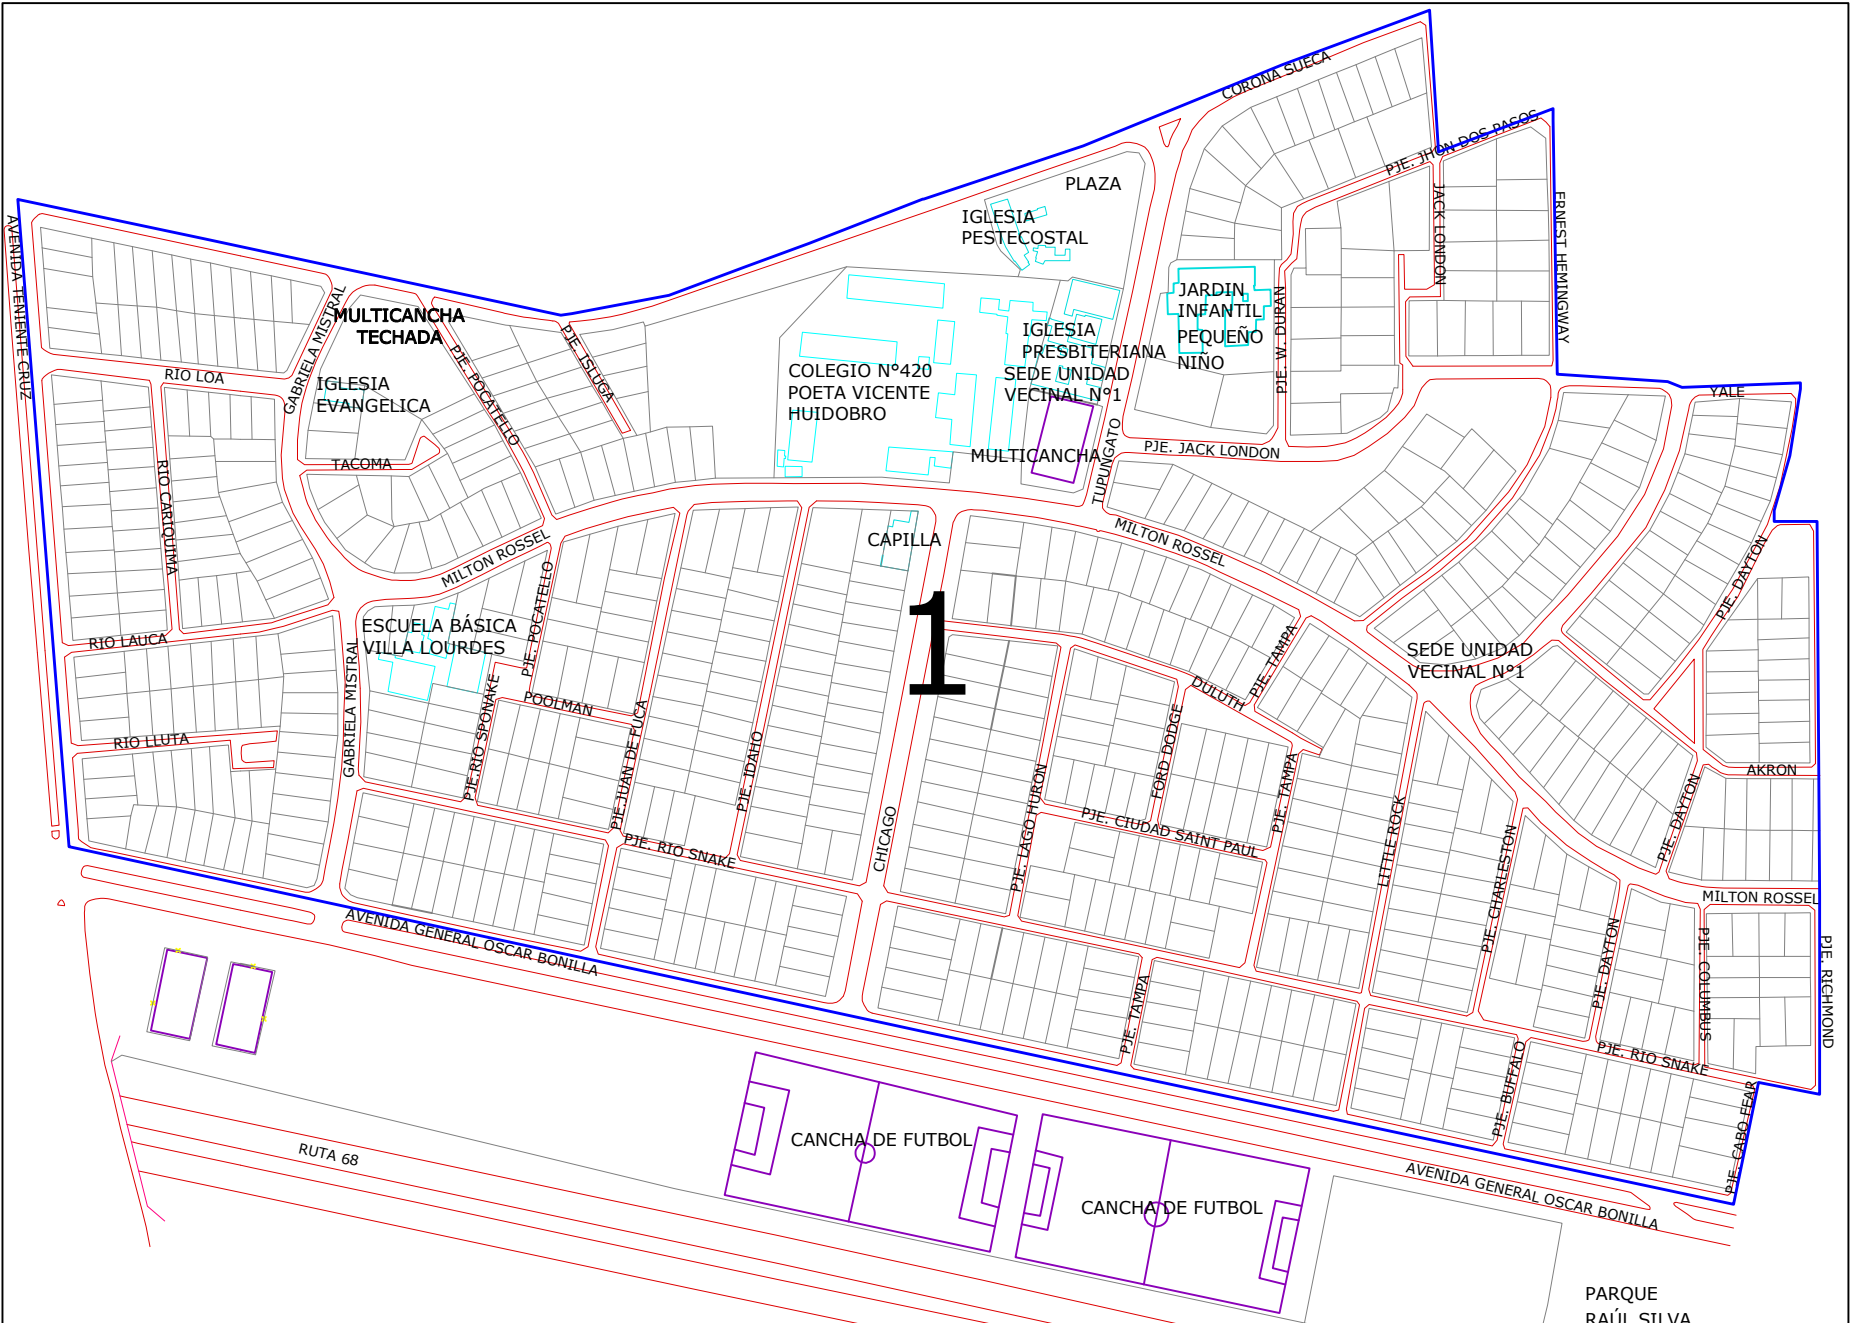 CORONA SUECA
PJE. JHON DOS PASOS
PLAZA
IGLESIA
PESTECOSTAL
JACK LONDON
ERNEST HEMINGWAY
AVENIDA TENIENTE CRUZ
GABRIELA MISTRAL
MULTICANCHA
TECHADA
PJE. ISLUGA
PJE. POCATELLO
RIO LOA
IGLESIA
EVANGELICA
COLEGIO N°420
POETA VICENTE
HUIDOBRO
IGLESIA
PRESBITERIANA
SEDE UNIDAD
VECINAL Nº1
JARDIN
INFANTIL
PEQUEÑO
NIÑO
PJE. W. DURAN
YALE
TACOMA
MULTICANCHA
TUPUNGATO
PJE. JACK LONDON
RIO CARIQUIMA
MILTON ROSSEL
CAPILLA
MILTON ROSSEL
PJE. DAYTON
PJE. POCATELLO
1
RIO LAUCA
ESCUELA BÁSICA
VILLA LOURDES
GABRIELA MISTRAL
PJE. TAMPA
SEDE UNIDAD
VECINAL Nº1
DULUTH
POOLMAN
PJE.RIO SPONAKE
PJE.JUAN DE FUCA
PJE. IDAHO
RIO LLUTA
FORD DODGE
PJE. TAMPA
PJE. LAGO HURON
AKRON
PJE. DAYTON
LITTLE ROCK
PJE. CHARLESTON
CHICAGO
PJE. CIUDAD SAINT PAUL
PJE. RIO SNAKE
MILTON ROSSEL
AVENIDA GENERAL OSCAR BONILLA
PJE. DAYTON
PJE. COLUMBUS
PJE. RICHMOND
PJE. TAMPA
PJE. RIO SNAKE
PJE. BUFFALO
PJE. CABO FEAR
CANCHA DE FUTBOL
RUTA 68
AVENIDA GENERAL OSCAR BONILLA
CANCHA DE FUTBOL
PARQUE
RAÚL SILVA